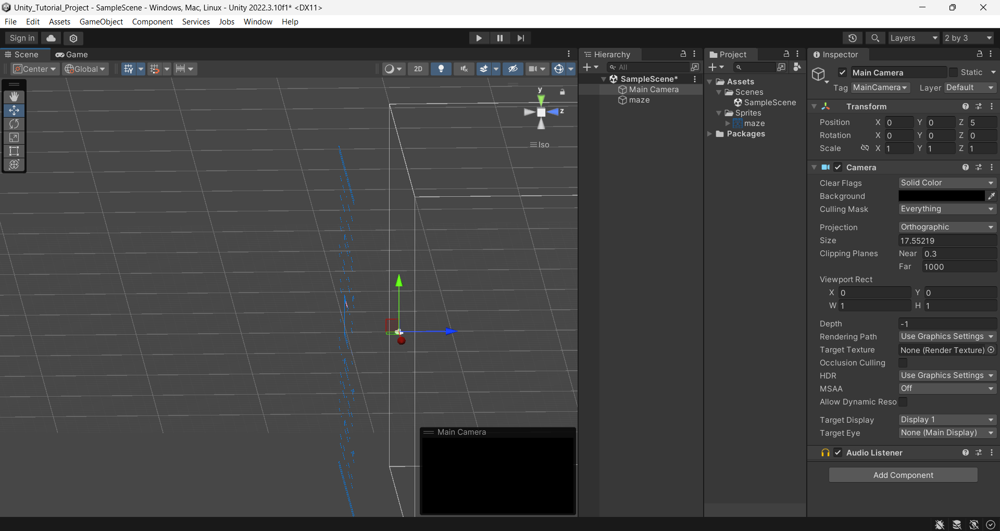 Unity_Tutorial_Project - SampleScene - Windows, Mac, Linux - Unity 2022.3.10f1* <DX11>
File Edit Assets GameObject Component Services Jobs Window Help
Sign in
Layers
2 by 3
Scene
Game
Center
Global
2D
y
z
Iso
Main Camera
Hierarchy
All
SampleScene*
Main Camera
maze
Project
Assets
Scenes
SampleScene
Sprites
maze
Packages
Inspector
Main Camera
Static
Tag MainCamera Layer Default
Transform
Position X 0 Y 0 Z 5
Rotation X 0 Y 0 Z 0
Scale X 1 Y 1 Z 1
Camera
Clear Flags Solid Color
Background
Culling Mask Everything
Projection Orthographic
Size 17.55219
Clipping Planes Near 0.3
Far 1000
Viewport Rect
X 0 Y 0
W 1 H 1
Depth -1
Rendering Path Use Graphics Settings
Target Texture None (Render Texture)
Occlusion Culling
HDR Use Graphics Settings
MSAA Off
Allow Dynamic Reso
Target Display Display 1
Target Eye None (Main Display)
Audio Listener
Add Component